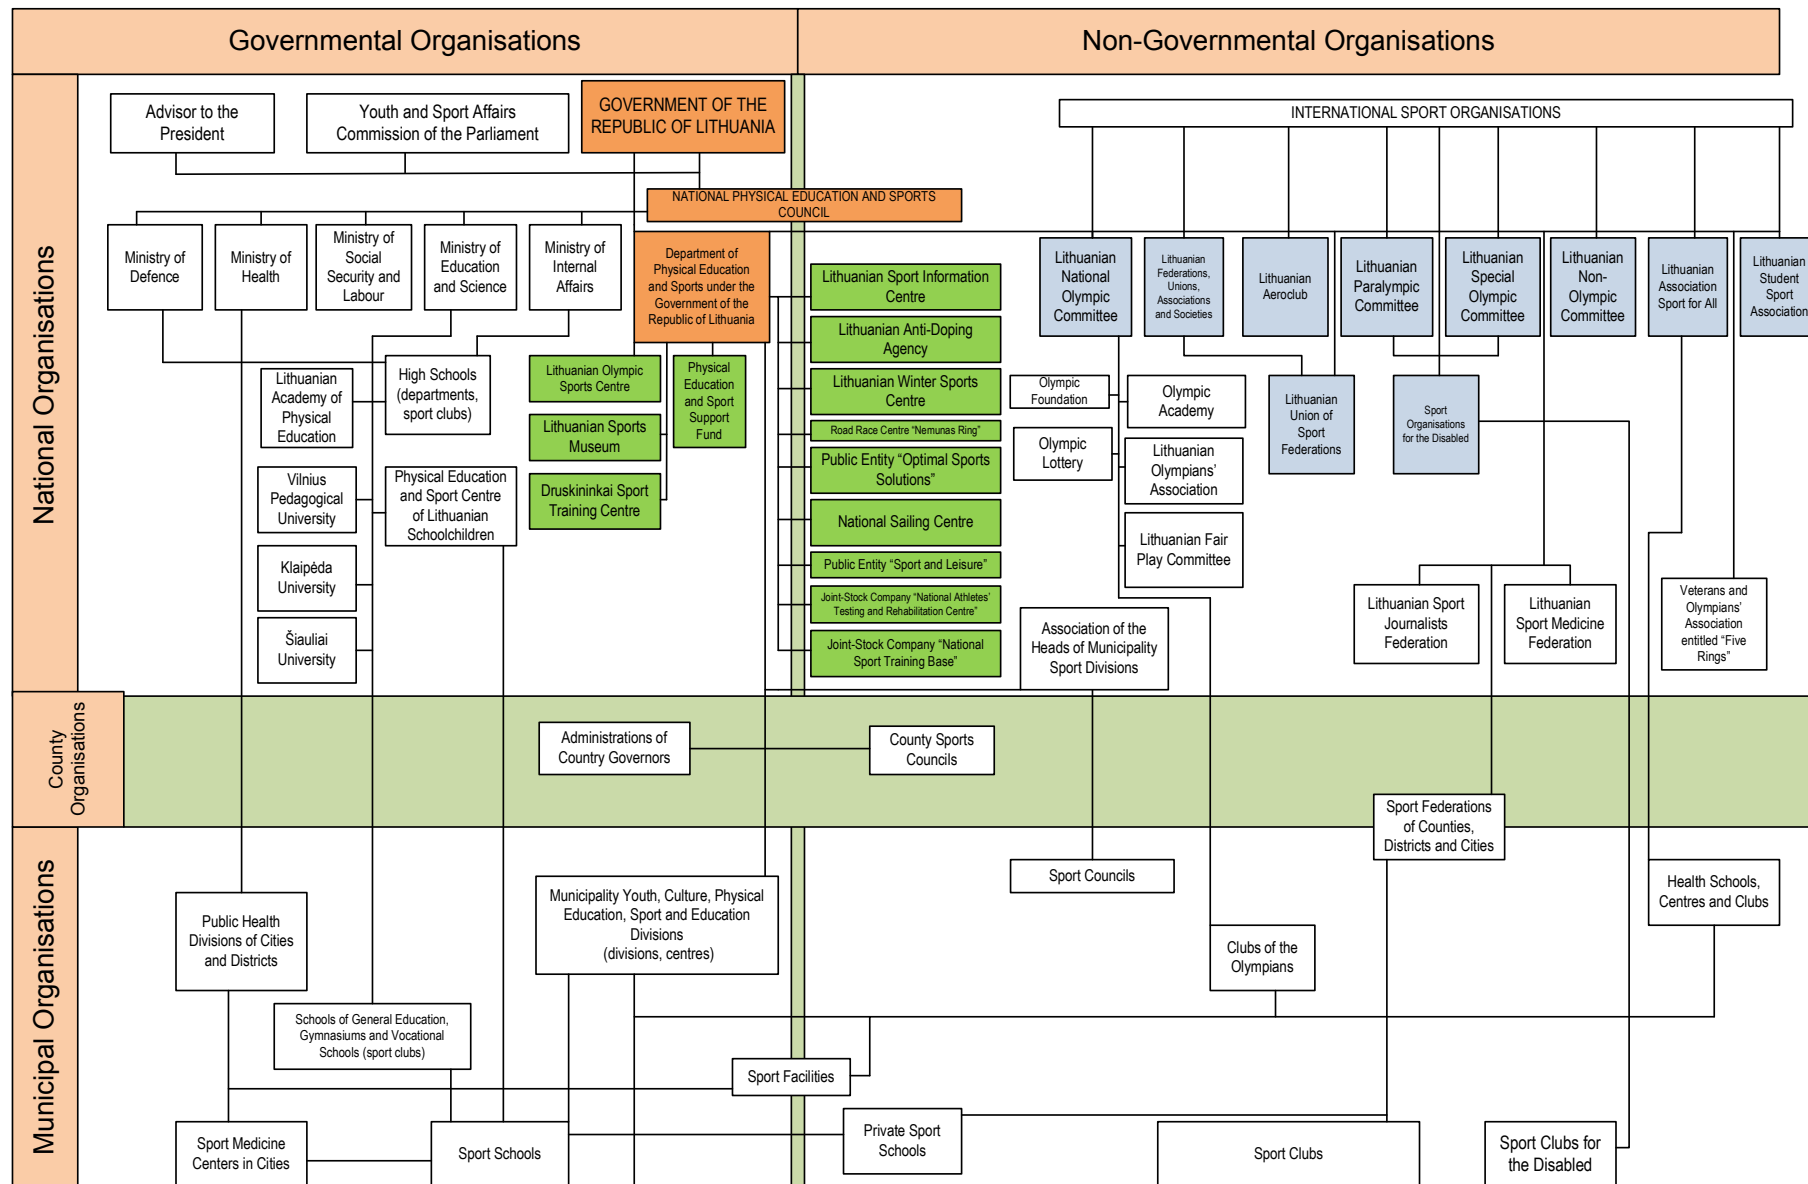 Governmental Organisations
Non-Governmental Organisations
National Organisations
Advisor to the
President
Youth and Sport Affairs
Commission of the Parliament
GOVERNMENT OF THE
REPUBLIC OF LITHUANIA
INTERNATIONAL SPORT ORGANISATIONS
NATIONAL PHYSICAL EDUCATION AND SPORTS
COUNCIL
Ministry of
Defence
Ministry of
Health
Ministry of
Social
Security and
Labour
Ministry of
Education
and Science
Ministry of
Internal
Affairs
Department of
Physical Education
and Sports under the
Government of the
Republic of Lithuania
Lithuanian Sport Information
Centre
Lithuanian Anti-Doping
Agency
Lithuanian Winter Sports
Centre
Road Race Centre “Nemunas Ring”
Public Entity “Optimal Sports
Solutions”
National Sailing Centre
Public Entity “Sport and Leisure”
Joint-Stock Company “National Athletes’
Testing and Rehabilitation Centre”
Joint-Stock Company “National
Sport Training Base”
Lithuanian
National
Olympic
Committee
Lithuanian
Federations,
Unions,
Associations
and Societies
Lithuanian
Aeroclub
Lithuanian
Paralympic
Committee
Lithuanian
Special
Olympic
Committee
Lithuanian
Non-
Olympic
Committee
Lithuanian
Association
Sport for All
Lithuanian
Student
Sport
Association
Lithuanian
Academy of
Physical
Education
High Schools
(departments,
sport clubs)
Lithuanian Olympic
Sports Centre
Lithuanian Sports
Museum
Druskininkai Sport
Training Centre
Physical
Education
and Sport
Support
Fund
Olympic
Foundation
Olympic
Academy
Olympic
Lottery
Lithuanian
Olympians’
Association
Lithuanian Fair
Play Committee
Lithuanian
Union of
Sport
Federations
Sport
Organisations
for the Disabled
Vilnius
Pedagogical
University
Physical Education
and Sport Centre
of Lithuanian
Schoolchildren
Klaipėda
University
Šiauliai
University
Association of the
Heads of Municipality
Sport Divisions
Lithuanian Sport
Journalists
Federation
Lithuanian
Sport Medicine
Federation
Veterans and
Olympians’
Association
entitled “Five
Rings”
County
Organisations
Administrations of
Country Governors
County Sports
Councils
Sport Federations
of Counties,
Districts and Cities
Municipal Organisations
Public Health
Divisions of Cities
and Districts
Municipality Youth, Culture, Physical
Education, Sport and Education
Divisions
(divisions, centres)
Sport Councils
Clubs of the
Olympians
Health Schools,
Centres and Clubs
Schools of General Education,
Gymnasiums and Vocational
Schools (sport clubs)
Sport Facilities
Sport Medicine
Centers in Cities
Sport Schools
Private Sport
Schools
Sport Clubs
Sport Clubs for
the Disabled